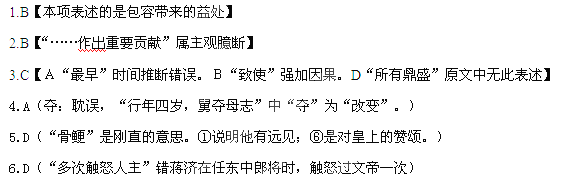 1.B【本项表述的是包容带来的益处】
2.B【“……作出重要贡献”属主观臆断】
3.C【A“最早”时间推断错误。B“致使”强加因果。D“所有鼎盛”原文中无此表述】
4.A(夺：耽误，“行年四岁，舅夺母志”中“夺”为“改变”。)
5.D(“骨鲠”是刚直的意思。①说明他有远见；⑥是对皇上的赞颂。)
6.D(“多次触怒人主”错蒋济在任东中郎将时，触怒过文帝一次)